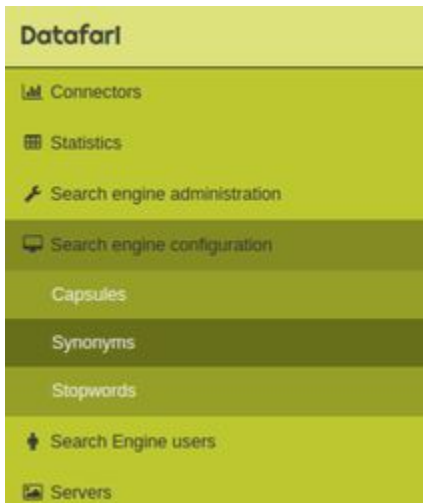 Datafari
Connectors
Statistics
Search engine administration
Search engine configuration
Capsules
Synonyms
Stopwords
Search Engine users
Servers